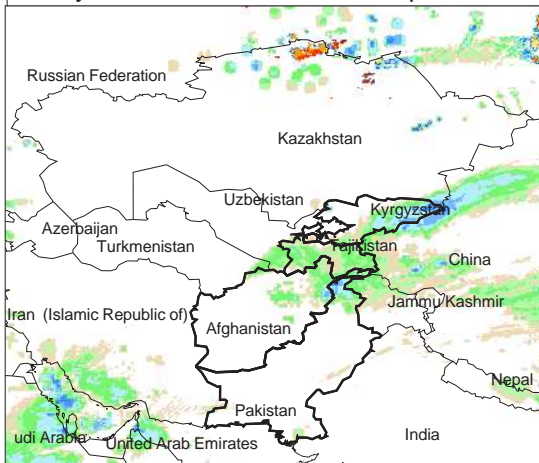 Russian Federation
Kazakhstan
Uzbekistan
Kyrgyzstan
Azerbaijan
Turkmenistan
Tajikistan
China
Jammu/Kashmir
Iran (Islamic Republic of)
Afghanistan
Nepal
Pakistan
udi Arabia
United Arab Emirates
India